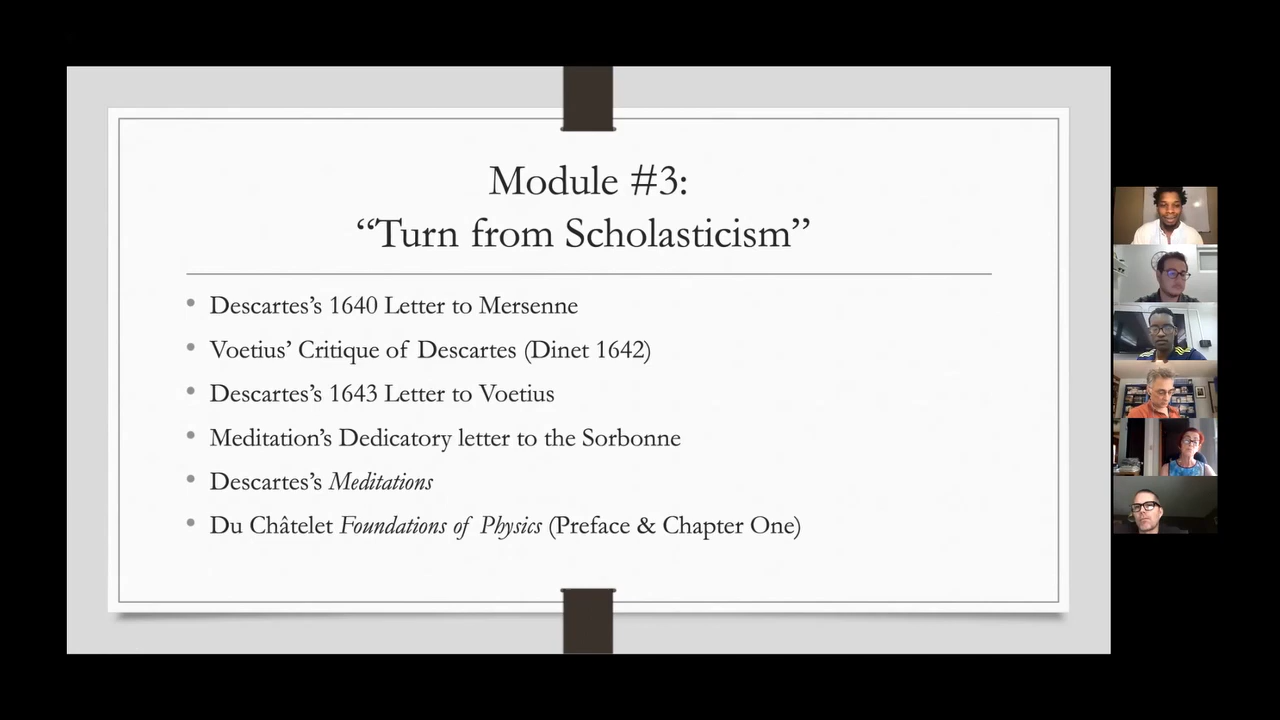 Module #3:
“Turn from Scholasticism”
• Descartes’s 1640 Letter to Mersenne
• Voetius’ Critique of Descartes (Dinet 1642)
• Descartes’s 1643 Letter to Voetius
• Meditation’s Dedicatory letter to the Sorbonne
• Descartes’s Meditations
• Du Châtelet Foundations of Physics (Preface & Chapter One)